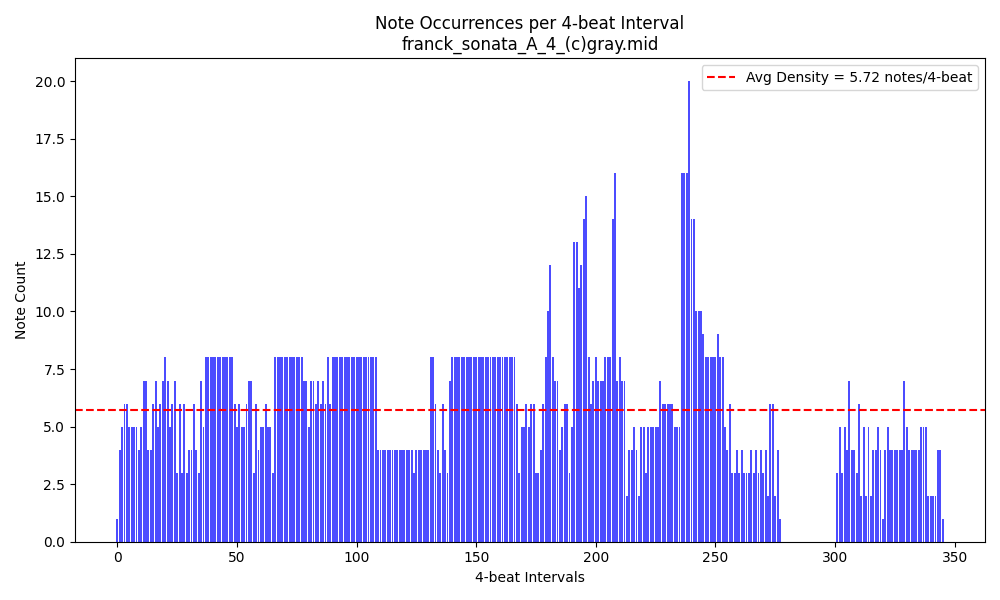 Note Occurrences per 4-beat Interval
franck_sonata_A_4_(c)gray.mid
Avg Density = 5.72 notes/4-beat
Note Count
20.0
17.5
15.0
12.5
10.0
7.5
5.0
2.5
0.0
0 50 100 150 200 250 300 350
4-beat Intervals